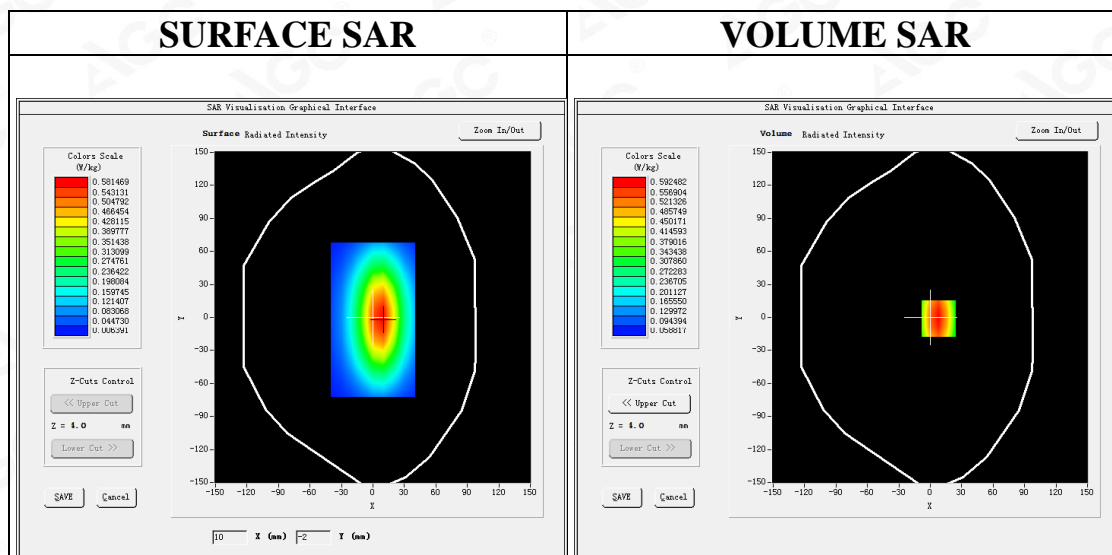 SURFACE SAR
VOLUME SAR
SAR Visualisation Graphical Interface
Surface Radiated Intensity
Zoom In/Out
Colors Scale
(W/kg)
0.581469
0.543131
0.504792
0.466454
0.428115
0.389777
0.351438
0.313099
0.274761
0.236422
0.198084
0.159745
0.121407
0.083068
0.044730
0.006391
150
120
90
60
30
0
-30
-60
-90
-120
-150
Y
-150 -120 -90 -60 -30 0 30 60 90 120 150
X
Z-Cuts Control
<< Upper Cut
Z = 4.0 mm
Lower Cut >>
SAVE Cancel
10 X (mm) -2 Y (mm)
SAR Visualisation Graphical Interface
Volume Radiated Intensity
Zoom In/Out
Colors Scale
(W/kg)
0.592482
0.556904
0.521326
0.485749
0.450171
0.414593
0.379016
0.343438
0.307860
0.272283
0.236705
0.201127
0.165550
0.129972
0.094394
0.058817
150
120
90
60
30
0
-30
-60
-90
-120
-150
Y
-150 -120 -90 -60 -30 0 30 60 90 120 150
X
Z-Cuts Control
<< Upper Cut
Z = 4.0 mm
Lower Cut >>
SAVE Cancel